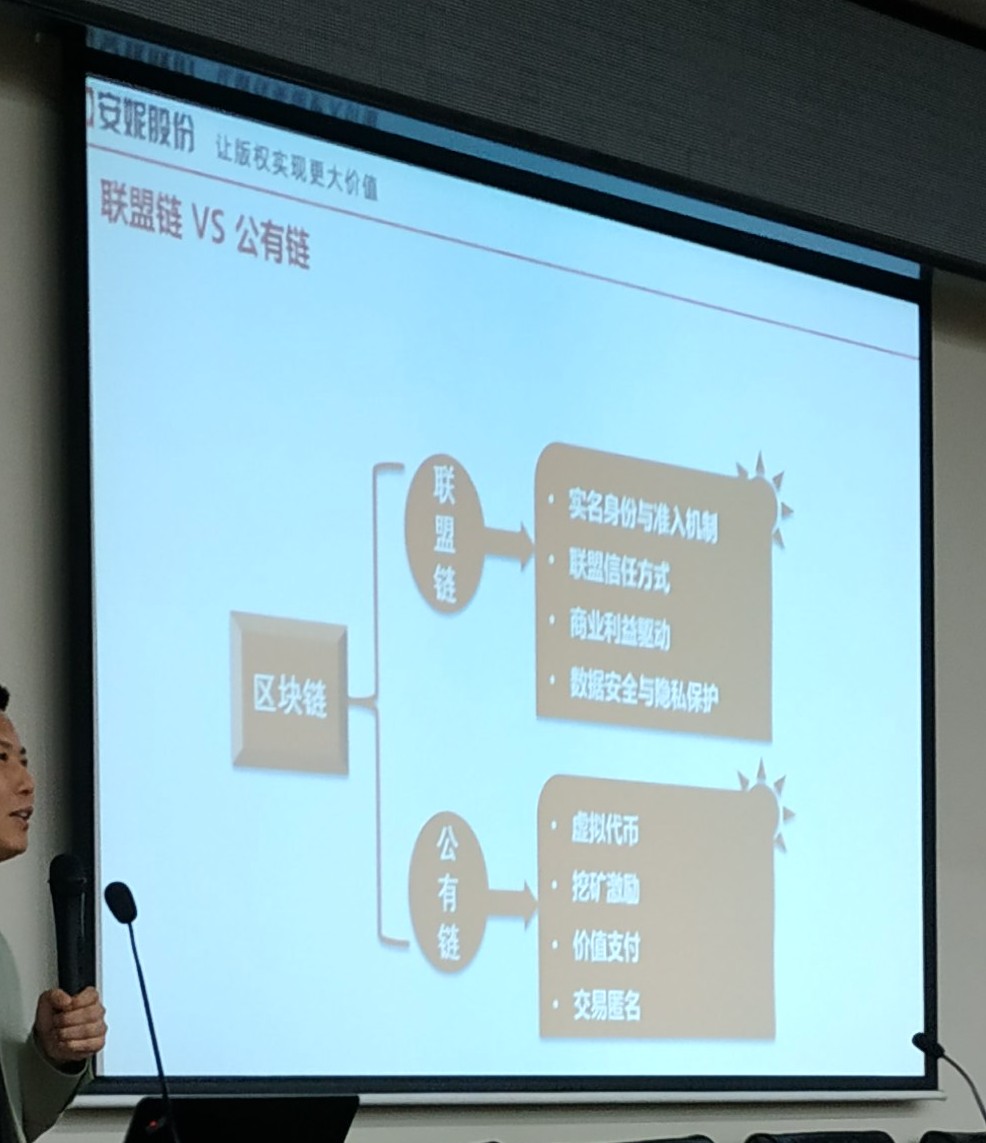 安妮股份 让版权实现更大价值
联盟链 VS 公有链
区块链
联盟链
• 实名身份与准入机制
• 联盟信任方式
• 商业利益驱动
• 数据安全与隐私保护
公有链
• 虚拟代币
• 挖矿激励
• 价值支付
• 交易匿名